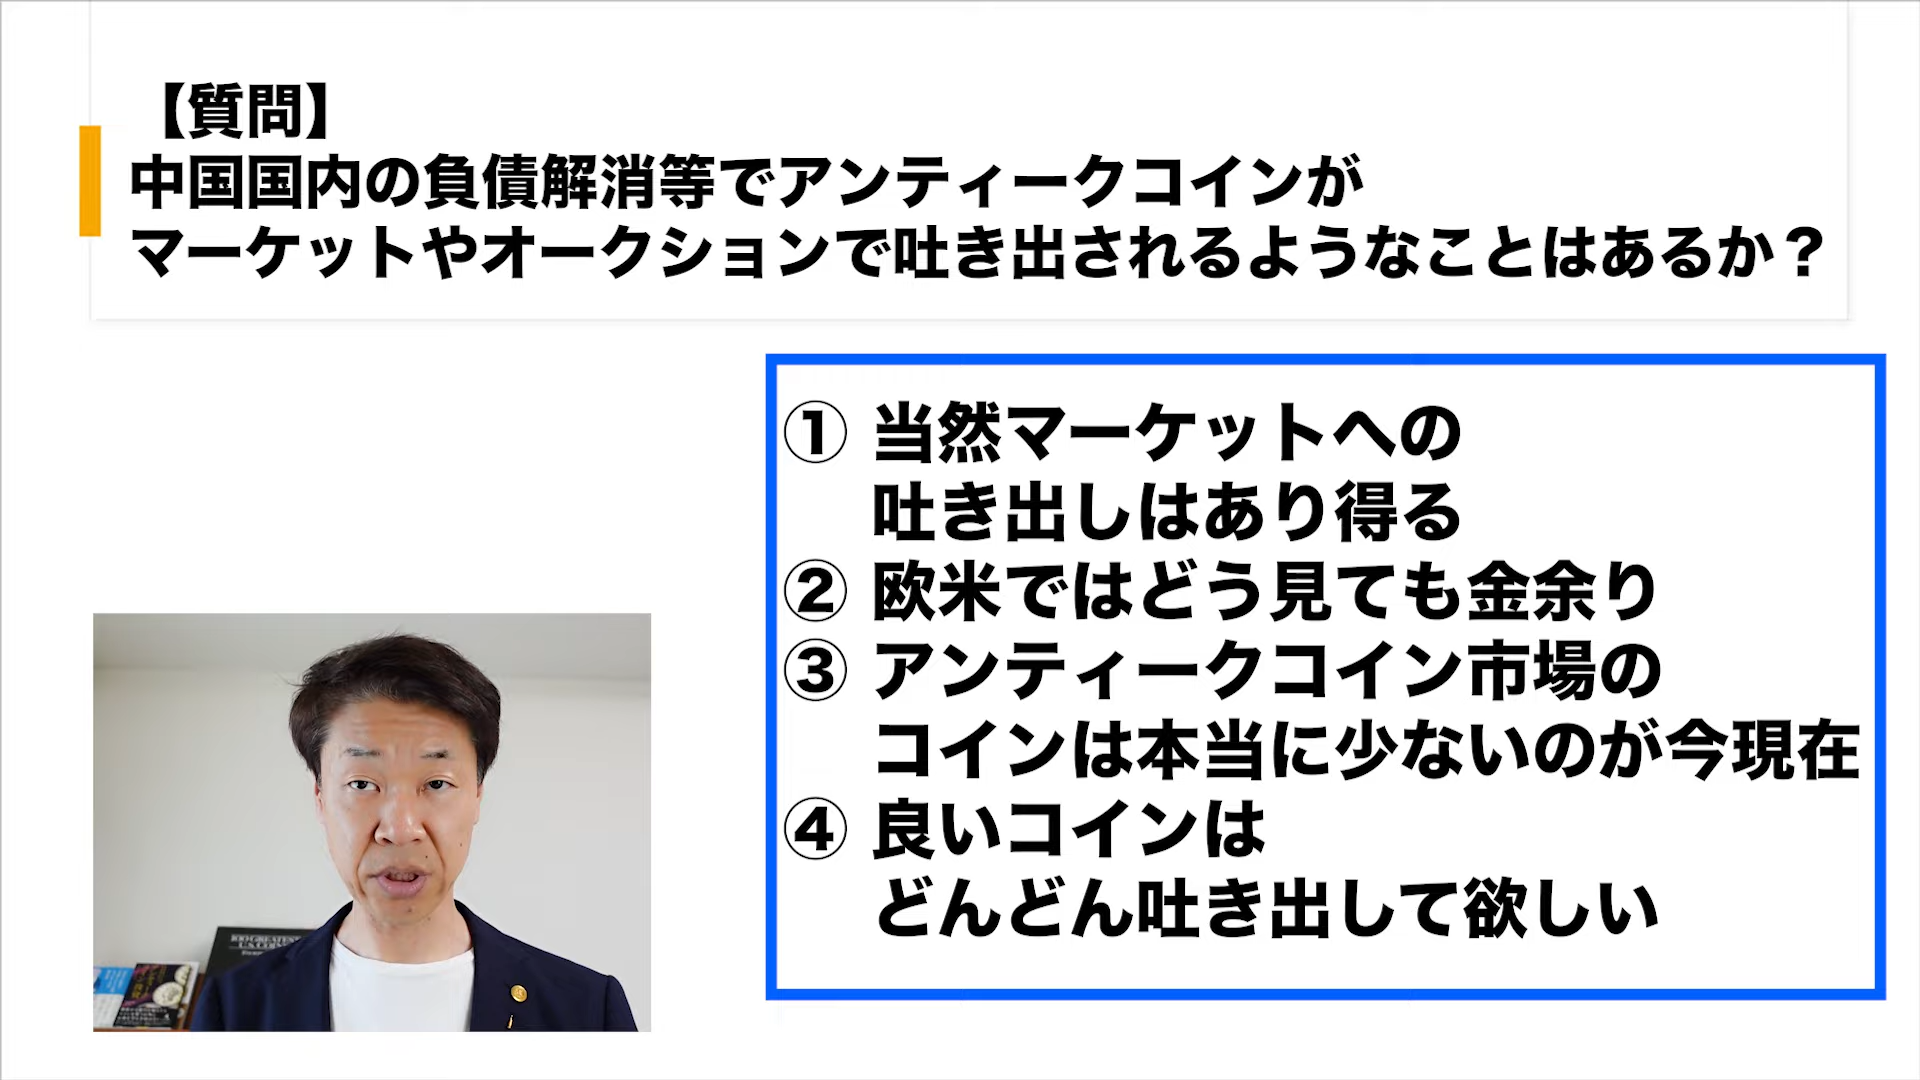 【質問】
中国国内の負債解消等でアンティークコインが
マーケットやオークションで吐き出されるようなことはあるか？
① 当然マーケットへの
吐き出しはあり得る
② 欧米ではどう見ても金余り
③ アンティークコイン市場の
コインは本当に少ないのが今現在
④ 良いコインは
どんどん吐き出して欲しい
100 GREATEST
U.S. COINS